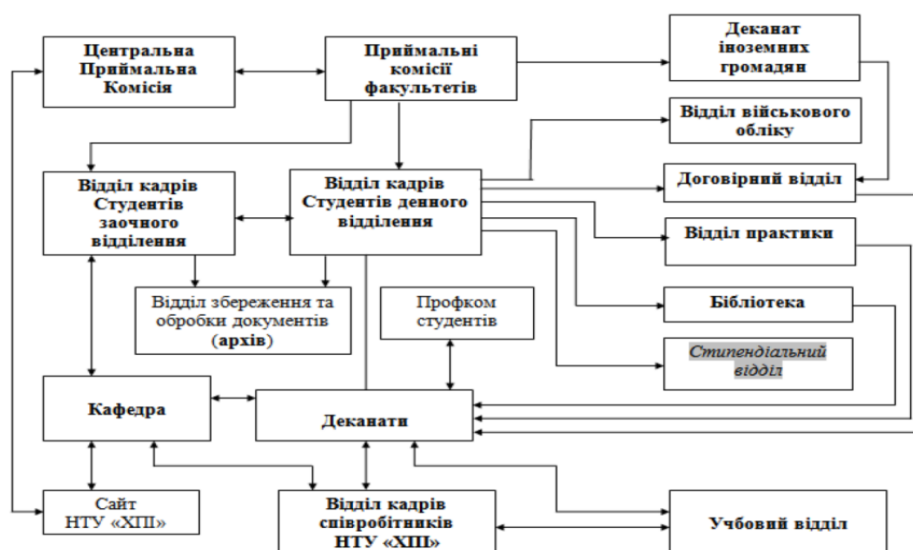 Центральна
Приймальна
Комісія
Приймальні
комісії
факультетів
Деканат
іноземних
громадян
Відділ військового
обліку
Відділ кадрів
Студентів
заочного
відділення
Відділ кадрів
Студентів денного
відділення
Договірний відділ
Відділ практики
Відділ збереження та
обробки документів
(архів)
Профком
студентів
Бібліотека
Стипендіальний
відділ
Кафедра
Деканати
Сайт
НТУ «ХПІ»
Відділ кадрів
співробітників
НТУ «ХПІ»
Учбовий відділ